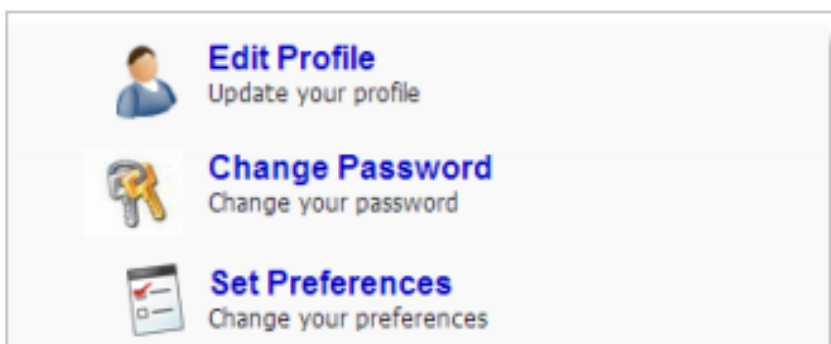 Edit Profile
Update your profile
Change Password
Change your password
Set Preferences
Change your preferences